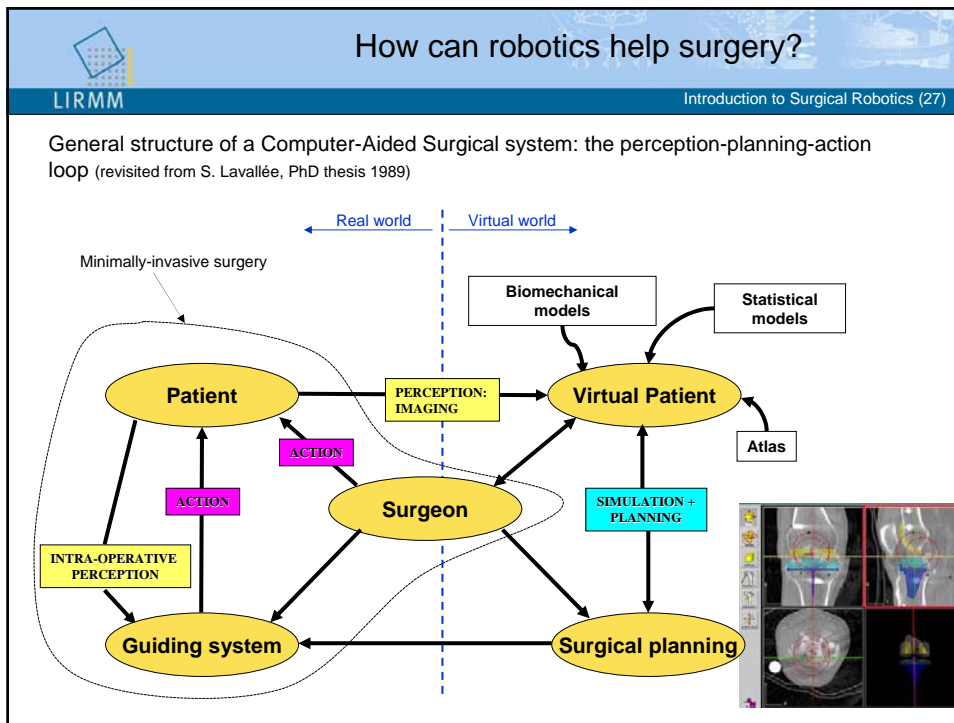 How can robotics help surgery?
LIRMM
Introduction to Surgical Robotics (27)
General structure of a Computer-Aided Surgical system: the perception-planning-action
loop (revisited from S. Lavallée, PhD thesis 1989)
Real world
Virtual world
Minimally-invasive surgery
Biomechanical
models
Statistical
models
Patient
PERCEPTION:
IMAGING
Virtual Patient
Atlas
ACTION
ACTION
Surgeon
SIMULATION +
PLANNING
INTRA-OPERATIVE
PERCEPTION
Guiding system
Surgical planning